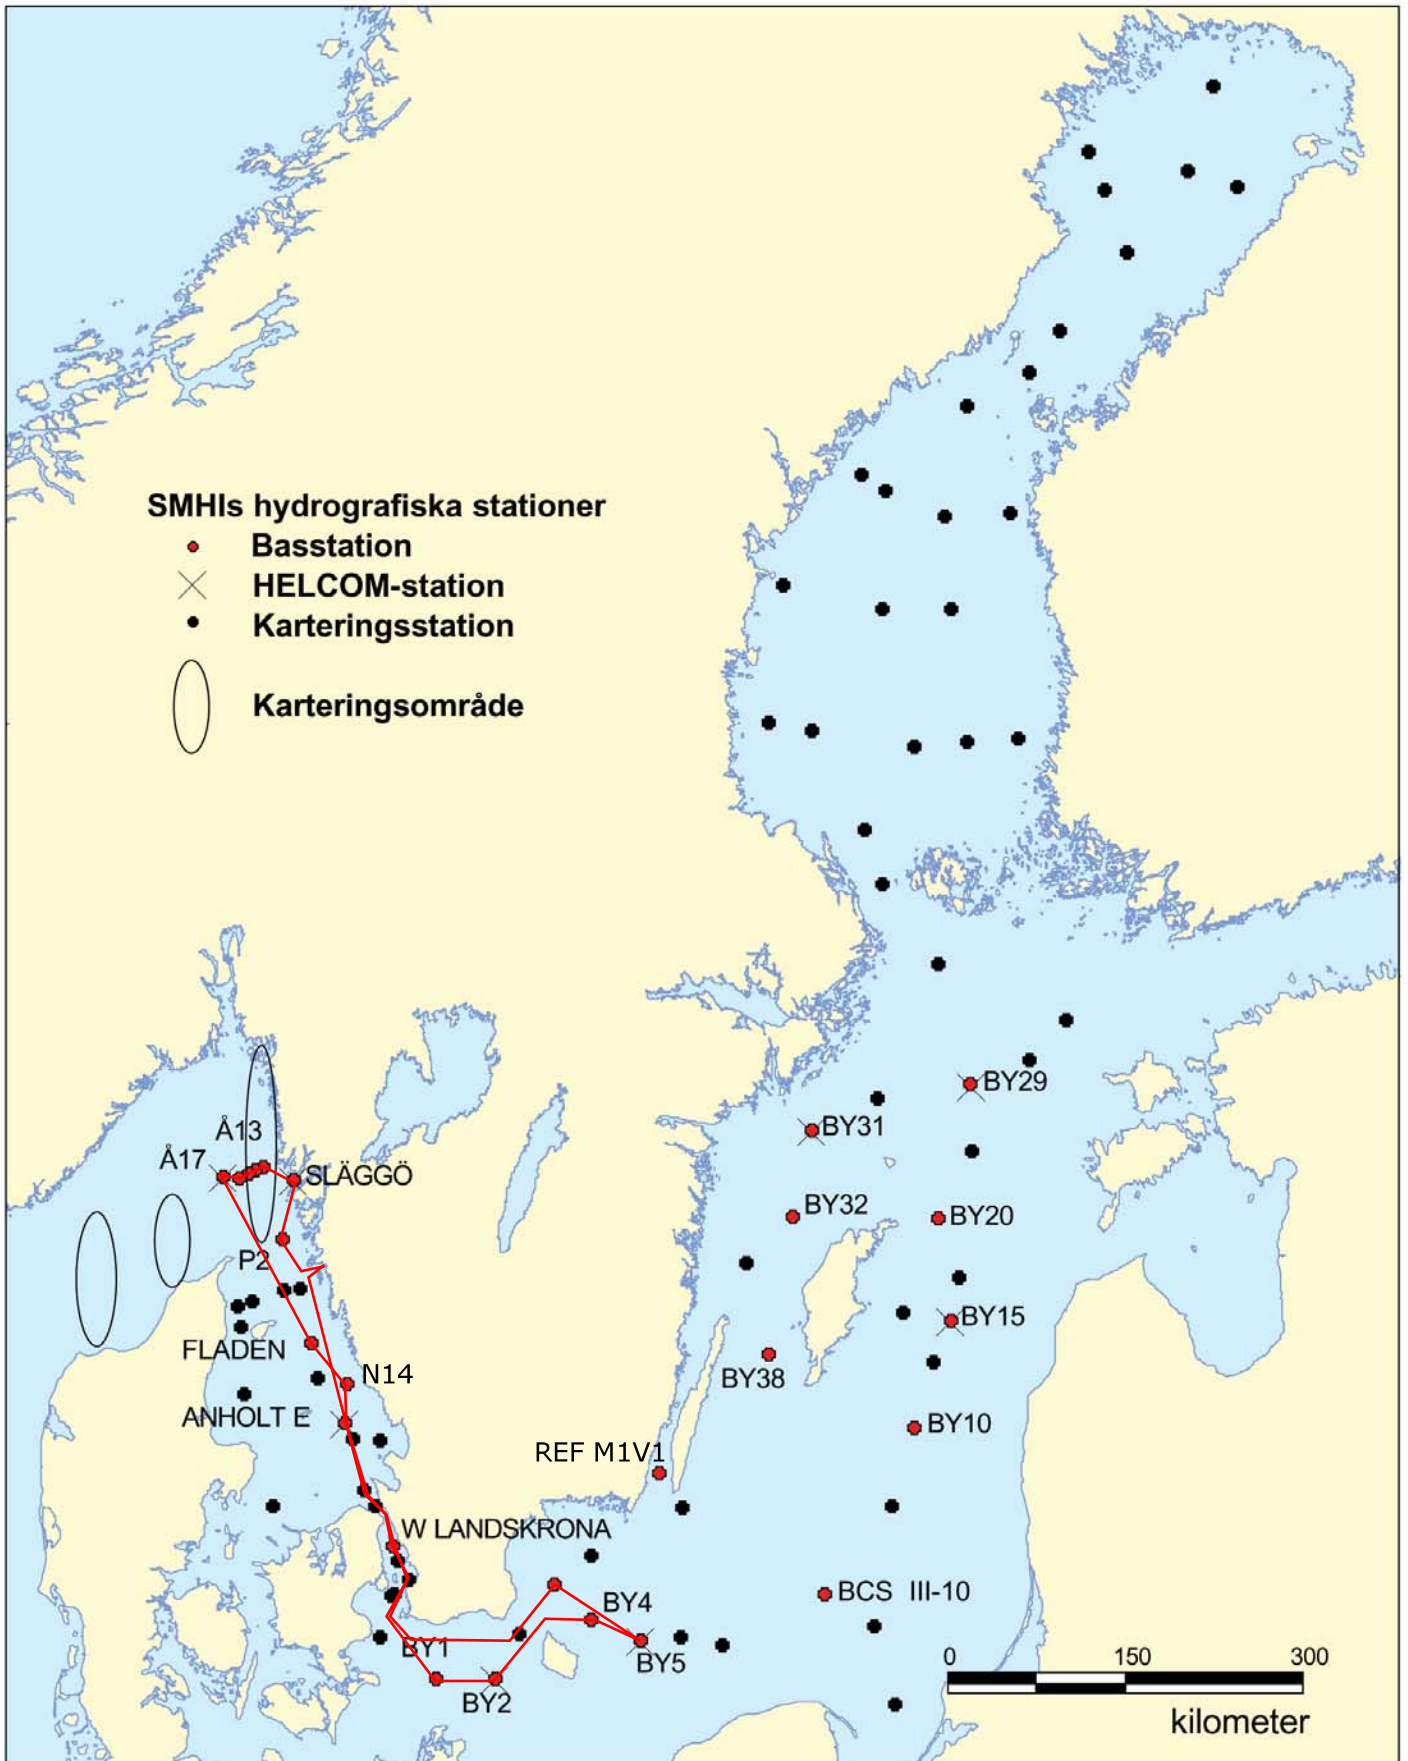 SMHIs hydrografiska stationer
Basstation
HELCOM-station
Karteringsstation
Karteringsområde
BY29
Å13
BY31
Å17
SLÄGGÖ
BY32
BY20
P2
BY15
FLADEN
N14
BY38
ANHOLT E
BY10
REF M1V1
W LANDSKRONA
BCS III-10
BY4
BY1
BY5
0 150 300
BY2
kilometer